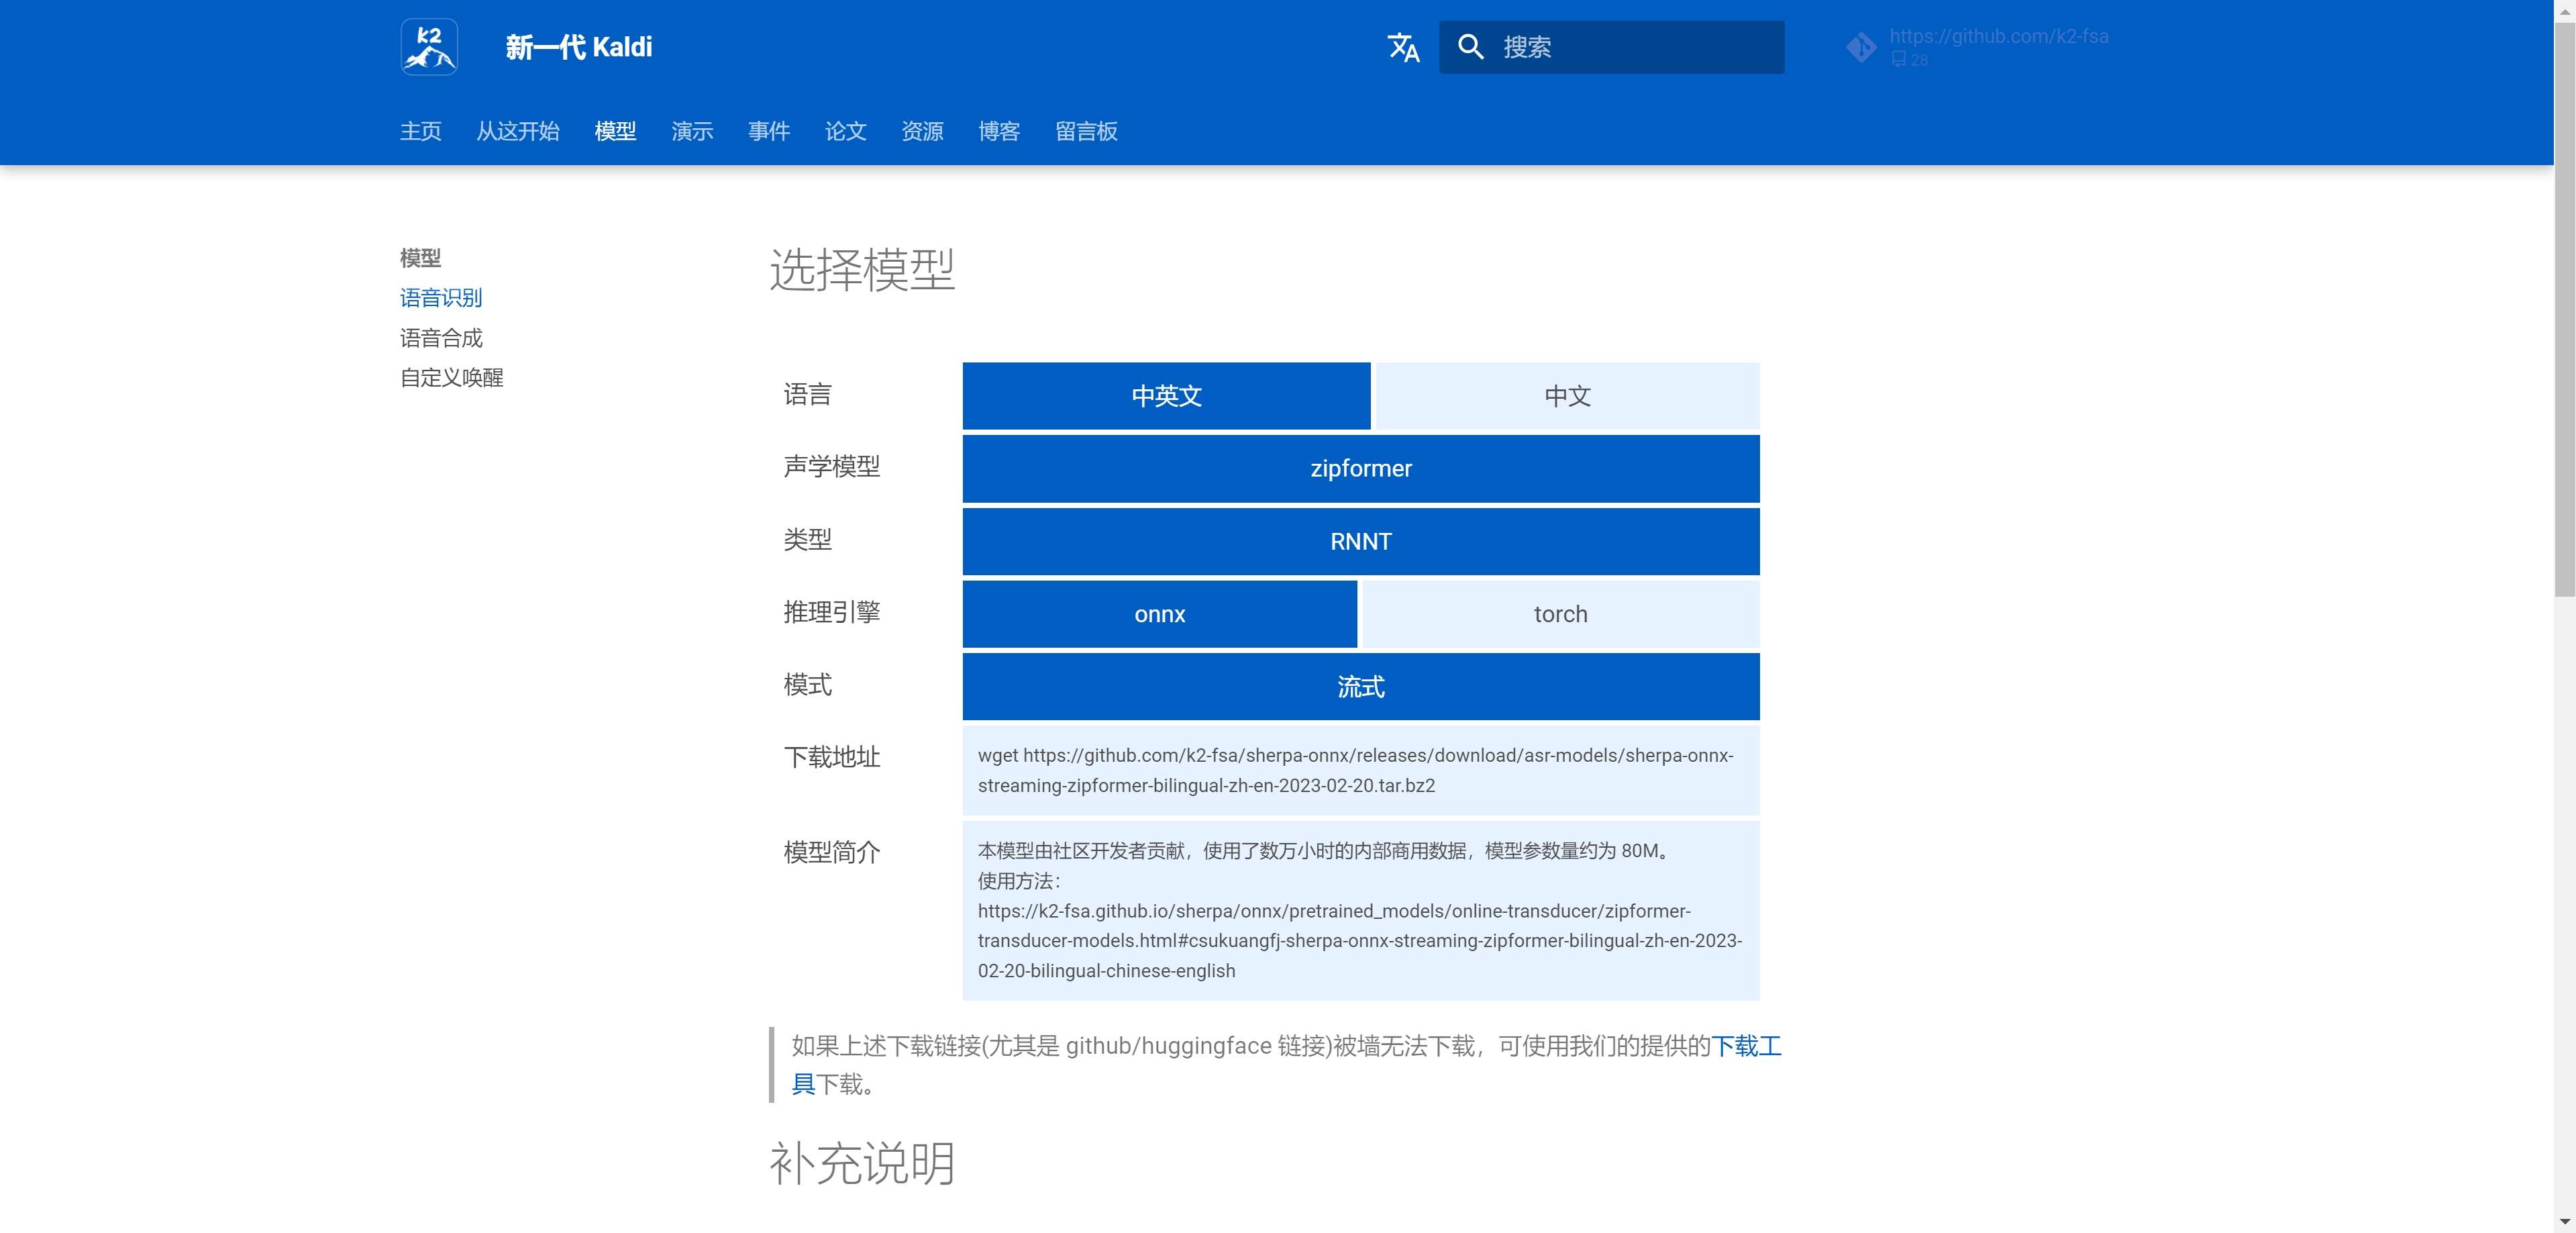 k2
新一代 Kaldi
搜索
https://github.com/k2-fsa
28
主页 从这开始 模型 演示 事件 论文 资源 博客 留言板
模型
语音识别
语音合成
自定义唤醒
选择模型
语言 中英文 中文
声学模型 zipformer
类型 RNNT
推理引擎 onnx torch
模式 流式
下载地址 wget https://github.com/k2-fsa/sherpa-onnx/releases/download/asr-models/sherpa-onnx-
streaming-zipformer-bilingual-zh-en-2023-02-20.tar.bz2
模型简介 本模型由社区开发者贡献，使用了数万小时的内部商用数据，模型参数量约为 80M。
使用方法：
https://k2-fsa.github.io/sherpa/onnx/pretrained_models/online-transducer/zipformer-
transducer-models.html#csukuangfj-sherpa-onnx-streaming-zipformer-bilingual-zh-en-2023-
02-20-bilingual-chinese-english
如果上述下载链接(尤其是 github/huggingface 链接)被墙无法下载，可使用我们的提供的下载工
具下载。
补充说明